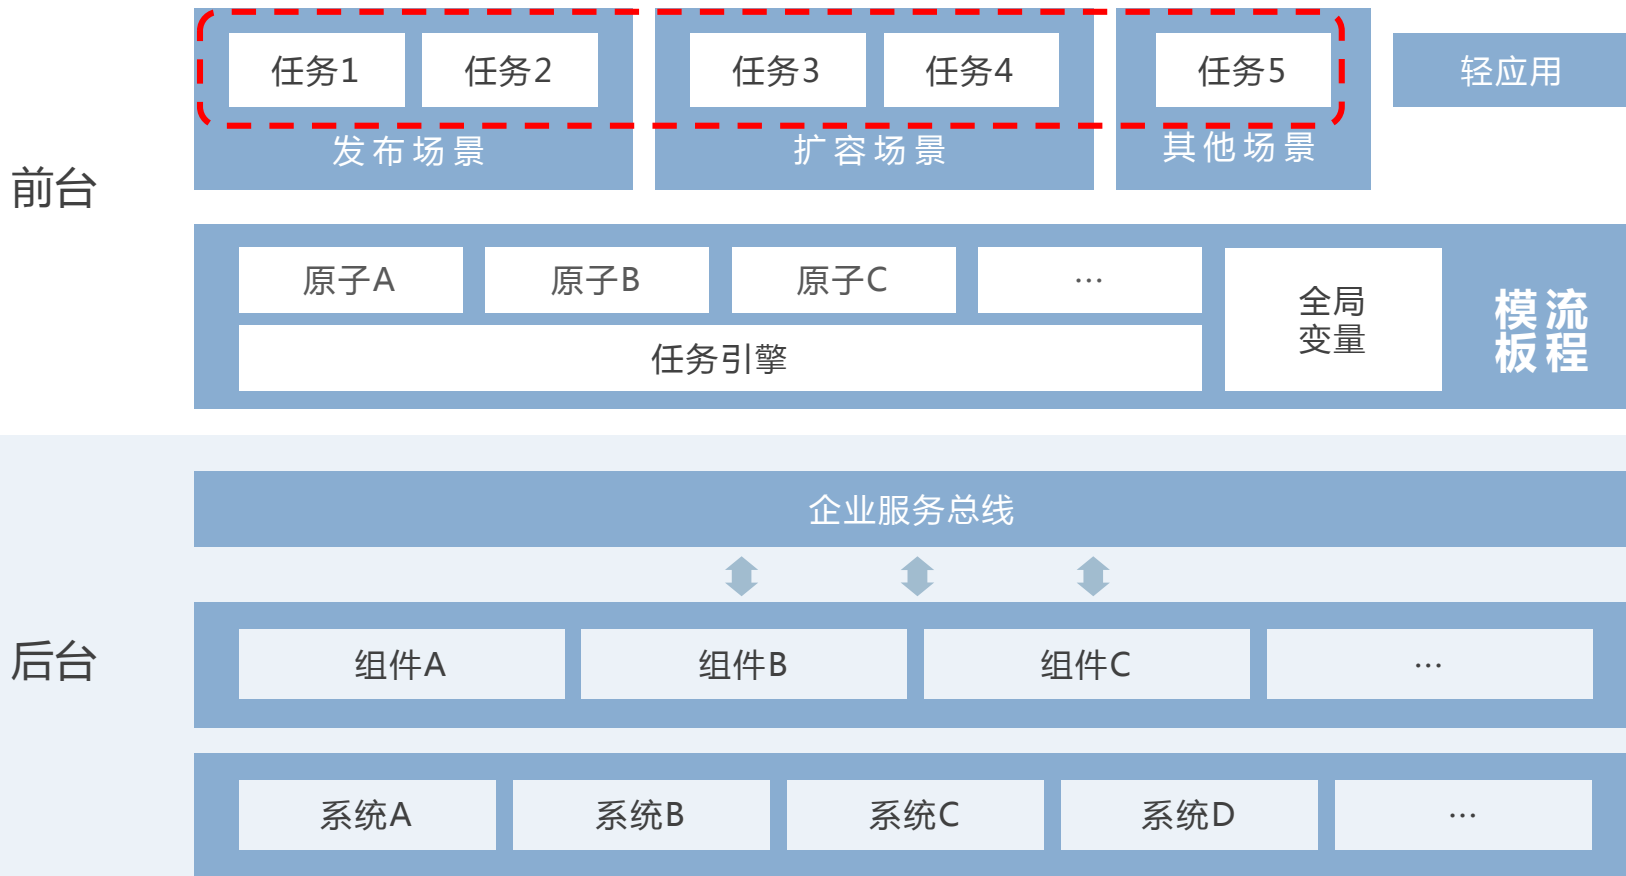 任务1
任务2
任务3
任务4
任务5
轻应用
发布场景
扩容场景
其他场景
前台
原子A
原子B
原子C
...
全局
变量
任务引擎
流程
模板
企业服务总线
后台
组件A
组件B
组件C
...
系统A
系统B
系统C
系统D
...